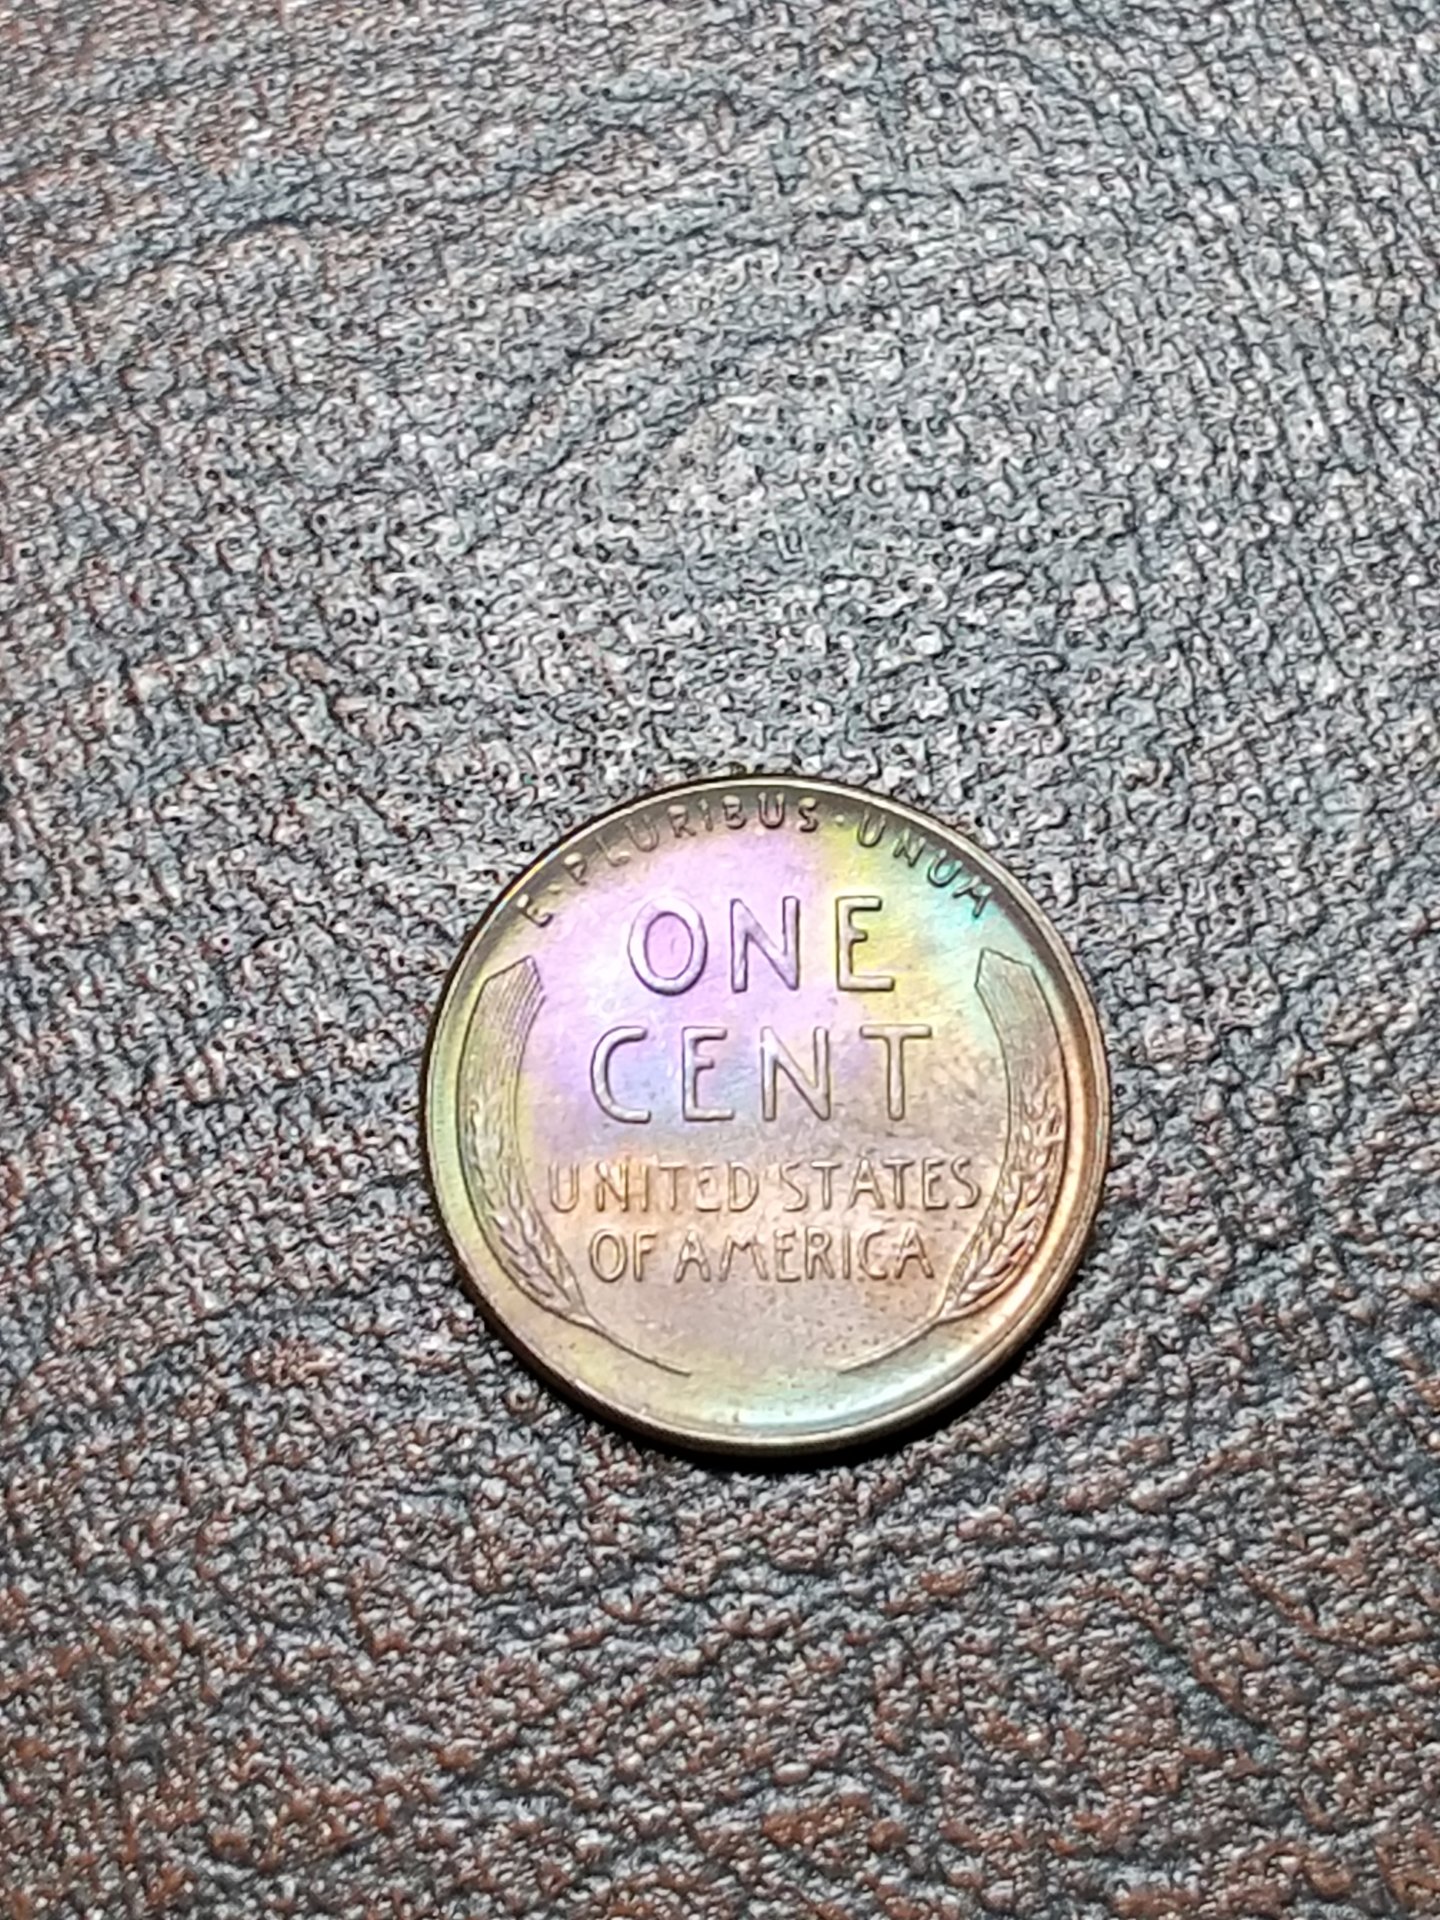 E·PLURIBUS·UNUM
ONE
CENT
UNITED STATES
OF AMERICA